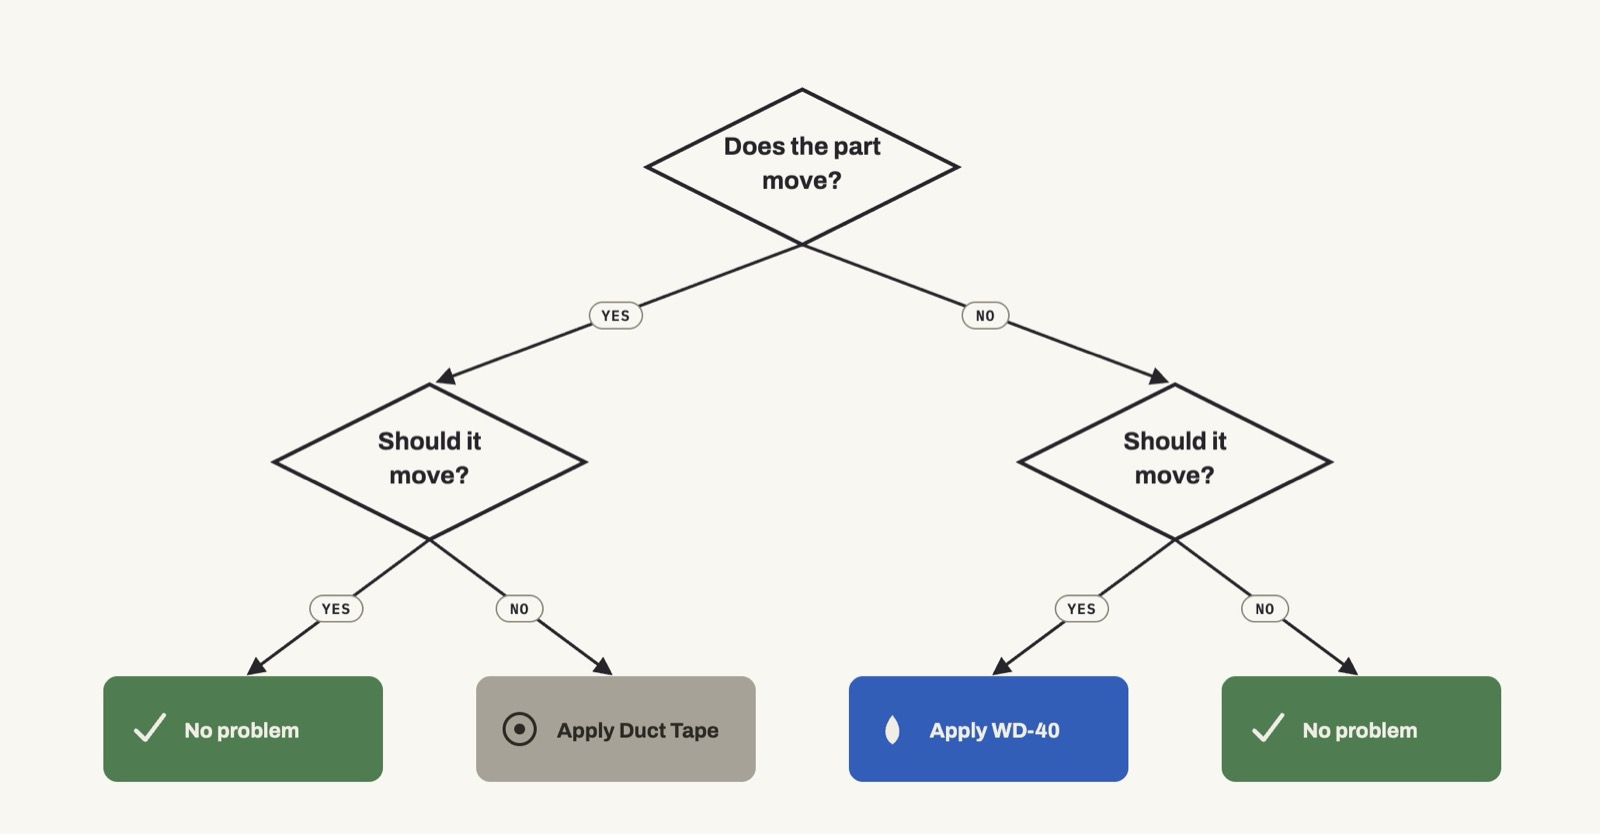 Does the part
move?
YES
NO
Should it
move?
Should it
move?
YES
NO
YES
NO
No problem
Apply Duct Tape
Apply WD-40
No problem